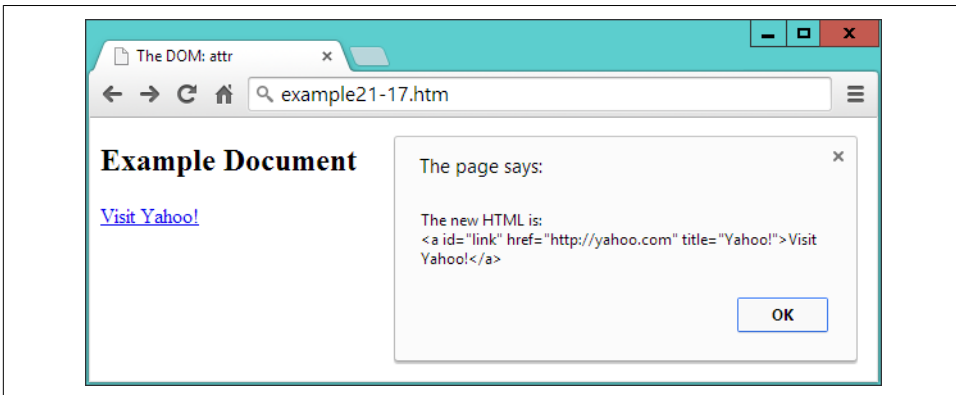 The DOM: attr
example21-17.htm
Example Document
Visit Yahoo!
The page says:
The new HTML is:
<a id="link" href="http://yahoo.com" title="Yahoo!">Visit
Yahoo!</a>
OK